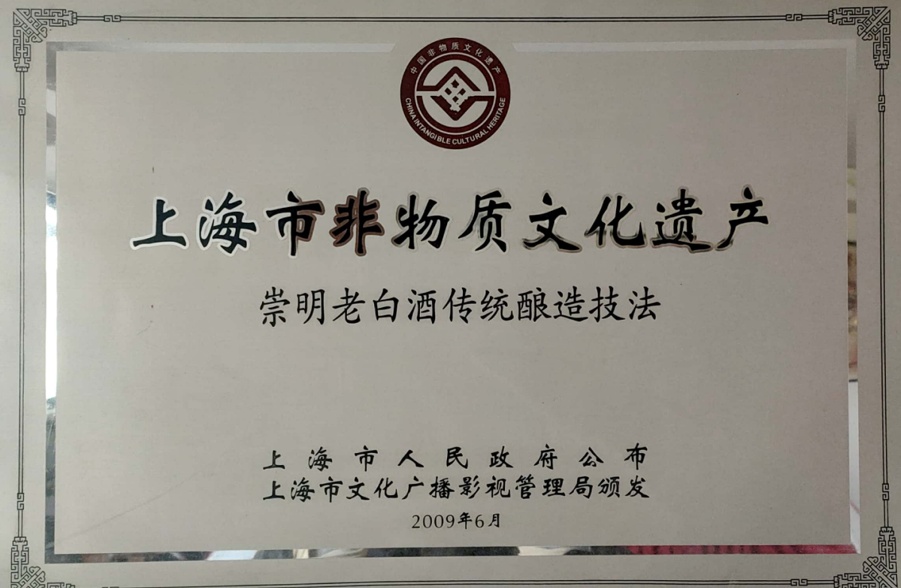 中国非物质文化遗产
CHINA INTANGIBLE CULTURAL HERITAGE
上海市非物质文化遗产
崇明老白酒传统酿造技法
上海市人民政府公布
上海市文化广播影视管理局颁发
2009年6月